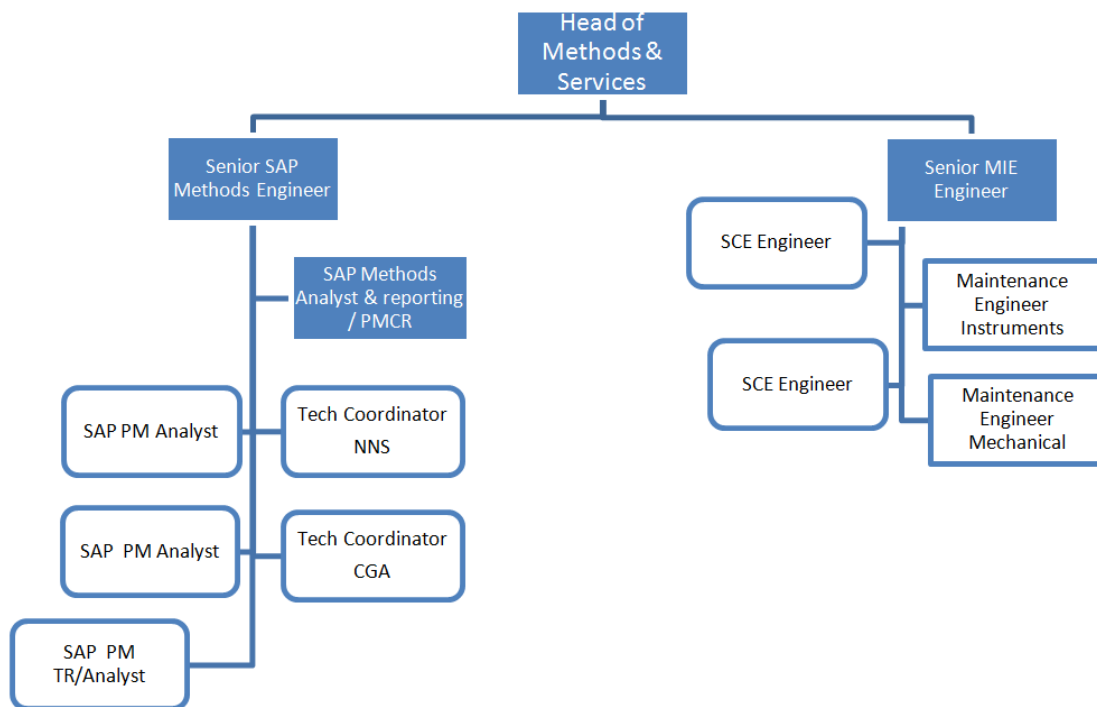 Head of
Methods &
Services
Senior SAP
Methods Engineer
Senior MIE
Engineer
SCE Engineer
SAP Methods
Analyst & reporting
/ PMCR
Maintenance
Engineer
Instruments
SCE Engineer
Maintenance
Engineer
Mechanical
SAP PM Analyst
Tech Coordinator
NNS
SAP  PM Analyst
Tech Coordinator
CGA
SAP  PM
TR/Analyst